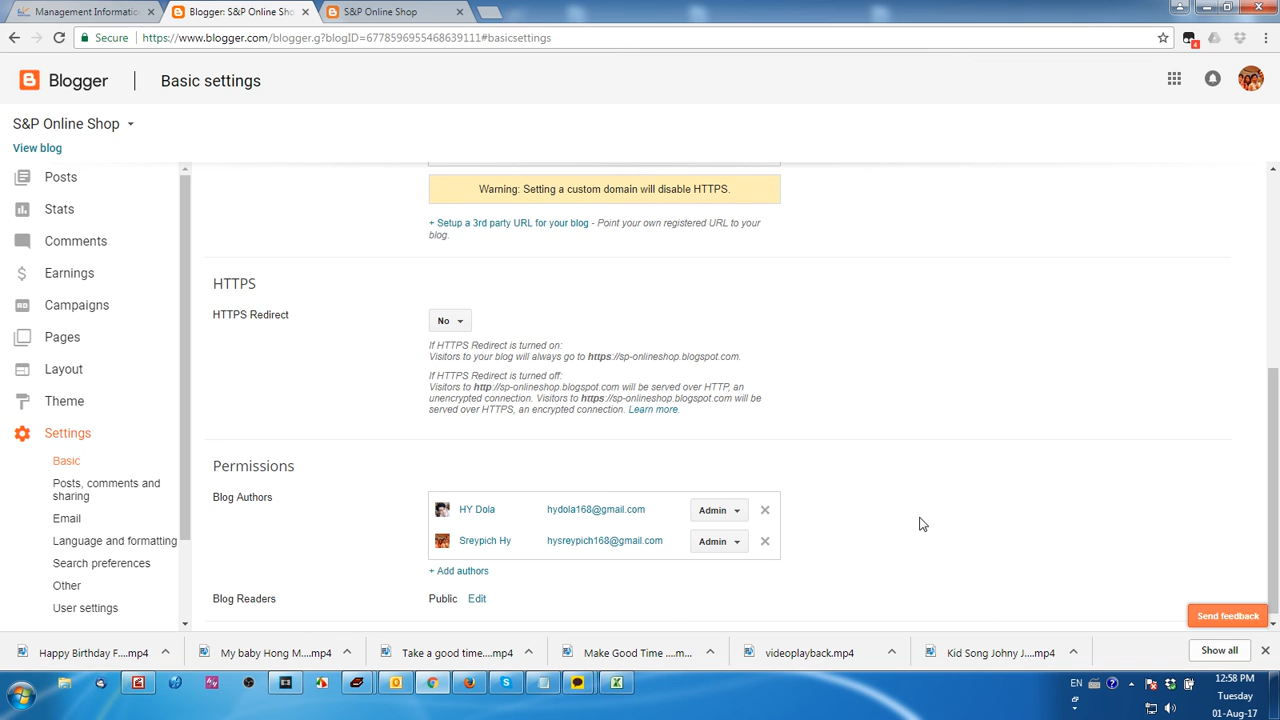 Management Informatic
Blogger: S&P Online Sho
S&P Online Shop
Secure
https://www.blogger.com/blogger.g?blogID=6778596955468639111#basicsettings
4
Blogger
Basic settings
S&P Online Shop
View blog
Posts
Stats
Comments
Earnings
Campaigns
Pages
Layout
Theme
Settings
Basic
Posts, comments and
sharing
Email
Language and formatting
Search preferences
Other
User settings
Warning: Setting a custom domain will disable HTTPS.
+ Setup a 3rd party URL for your blog - Point your own registered URL to your
blog.
HTTPS
HTTPS Redirect
No
If HTTPS Redirect is turned on:
Visitors to your blog will always go to https://sp-onlineshop.blogspot.com.
If HTTPS Redirect is turned off:
Visitors to http://sp-onlineshop.blogspot.com will be served over HTTP, an
unencrypted connection. Visitors to https://sp-onlineshop.blogspot.com will be
served over HTTPS, an encrypted connection. Learn more.
Permissions
Blog Authors
HY Dola hydola168@gmail.com Admin
Sreypich Hy hysreypich168@gmail.com Admin
+ Add authors
Blog Readers
Public Edit
Send feedback
Happy Birthday F....mp4
My baby Hong M....mp4
Take a good time....mp4
Make Good Time ....mp4
videoplayback.mp4
Kid Song Johny J....mp4
Show all
EN
12:58 PM
Tuesday
01-Aug-17